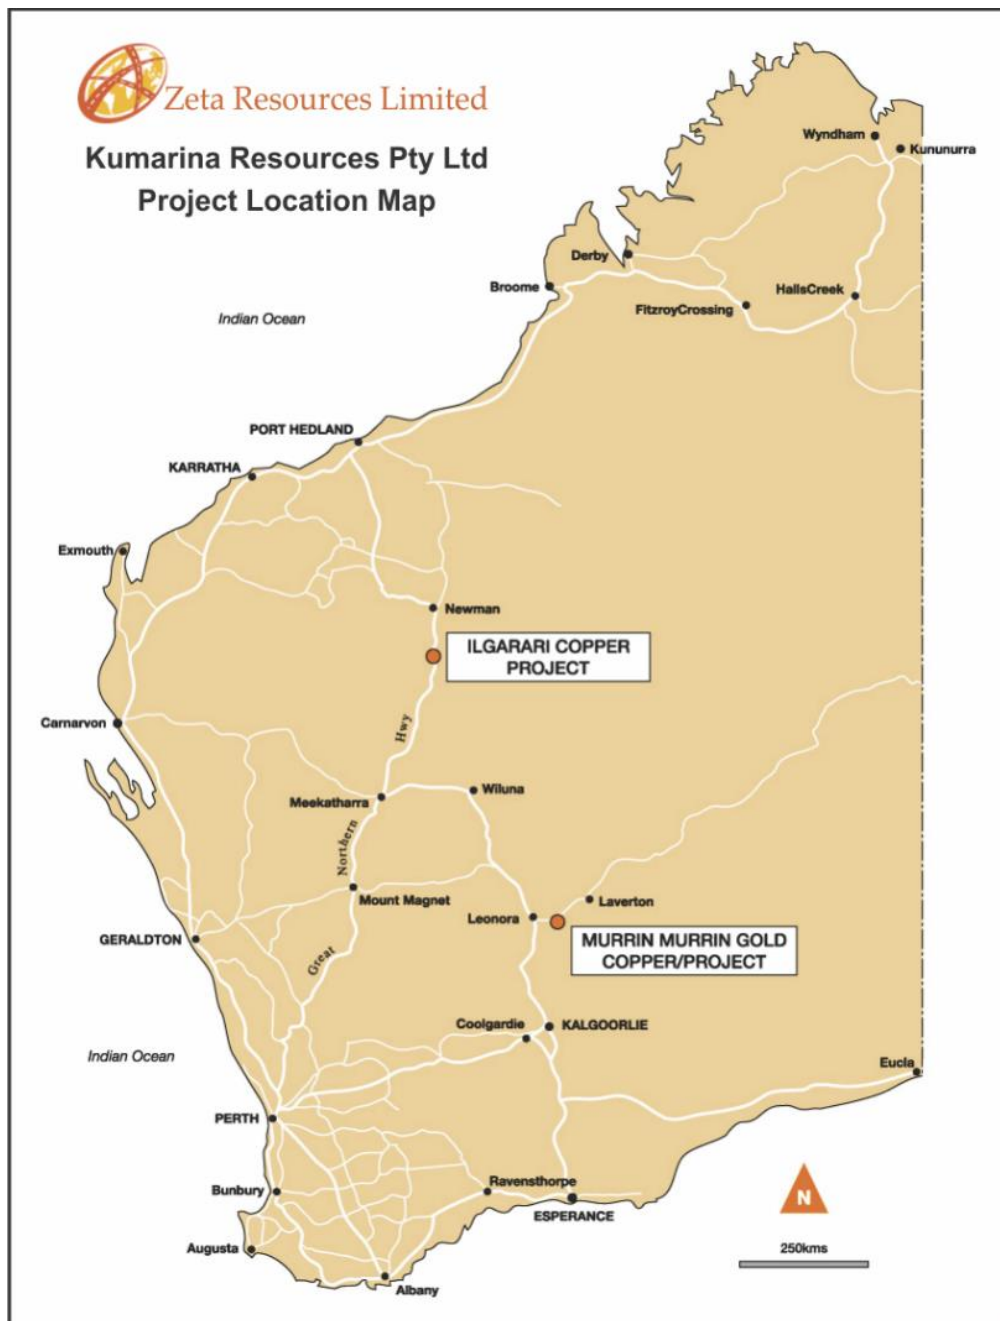 Zeta Resources Limited
Kumarina Resources Pty Ltd
Project Location Map
Wyndham
Kununurra
Derby
Broome
HallsCreek
FitzroyCrossing
Indian Ocean
PORT HEDLAND
KARRATHA
Exmouth
Newman
ILGARARI COPPER
PROJECT
Carnarvon
Hwy
Meekatharra
Wiluna
Northern
Mount Magnet
Laverton
Leonora
GERALDTON
MURRIN MURRIN GOLD
COPPER/PROJECT
Great
Coolgardie
KALGOORLIE
Indian Ocean
Eucla
PERTH
Ravensthorpe
Bunbury
ESPERANCE
N
Augusta
250kms
Albany